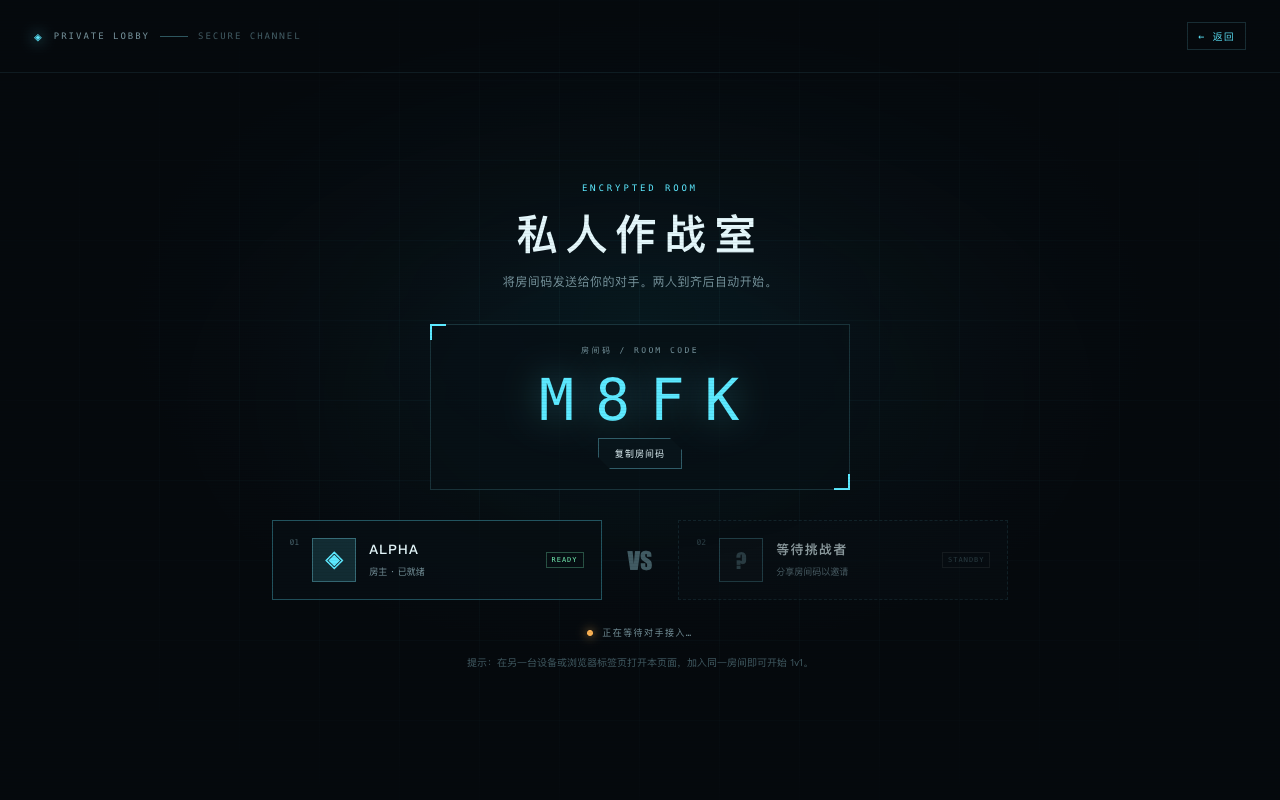 ◈ PRIVATE LOBBY SECURE CHANNEL
← 返回
ENCRYPTED ROOM
私人作战室
将房间码发送给你的对手。两人到齐后自动开始。
房间码 / ROOM CODE
M8FK
复制房间码
01
ALPHA
房主 · 已就绪
READY
VS
02
?
等待挑战者
分享房间码以邀请
STANDBY
正在等待对手接入…
提示：在另一台设备或浏览器标签页打开本页面，加入同一房间即可开始 1v1。